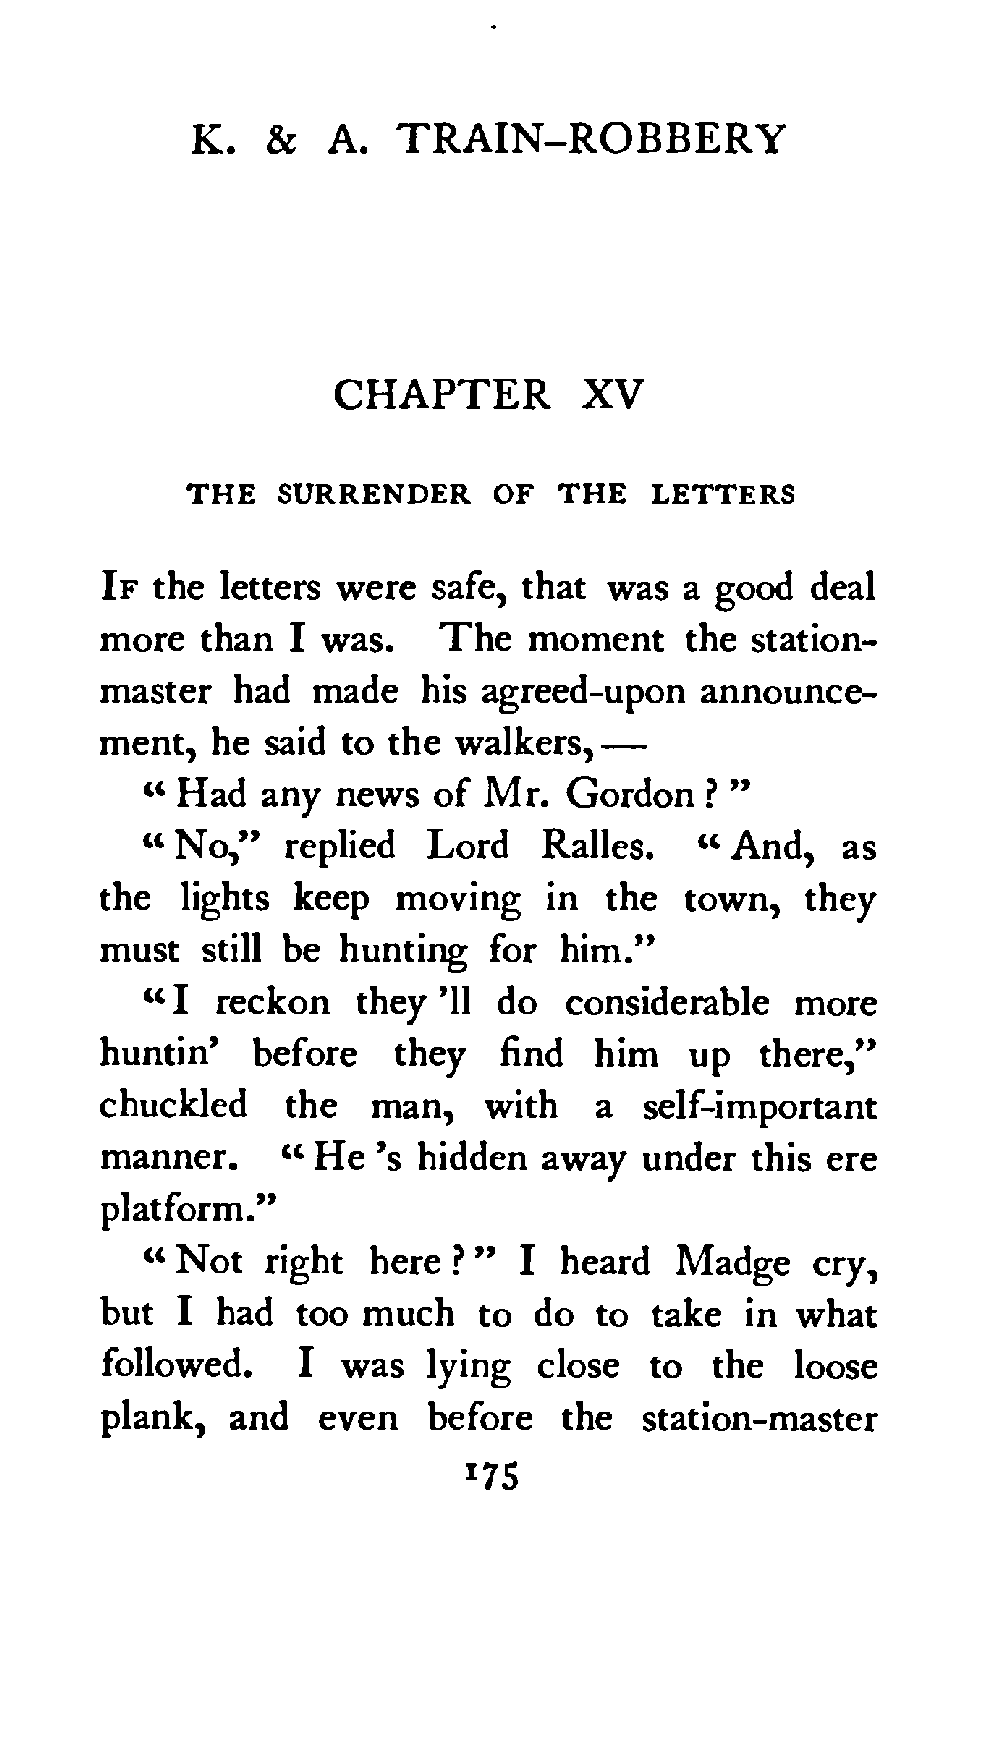 K. & A. TRAIN-ROBBERY
CHAPTER XV
THE SURRENDER OF THE LETTERS
IF the letters were safe, that was a good deal
more than I was. The moment the station-
master had made his agreed-upon announce-
ment, he said to the walkers,—
“Had any news of Mr. Gordon?”
“No,” replied Lord Ralles. “And, as
the lights keep moving in the town, they
must still be hunting for him.”
“I reckon they 'll do considerable more
huntin' before they find him up there,”
chuckled the man, with a self-important
manner. “He 's hidden away under this ere
platform.”
“Not right here?” I heard Madge cry,
but I had too much to do to take in what
followed. I was lying close to the loose
plank, and even before the station-master
175